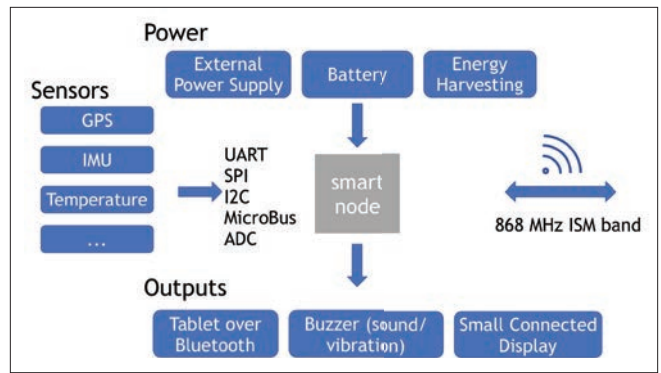 Power
External
Power Supply
Battery
Energy
Harvesting
Sensors
GPS
IMU
Temperature
...
UART
SPI
I2C
MicroBus
ADC
smart
node
868 MHz ISM band
Outputs
Tablet over
Bluetooth
Buzzer (sound/
vibration)
Small Connected
Display